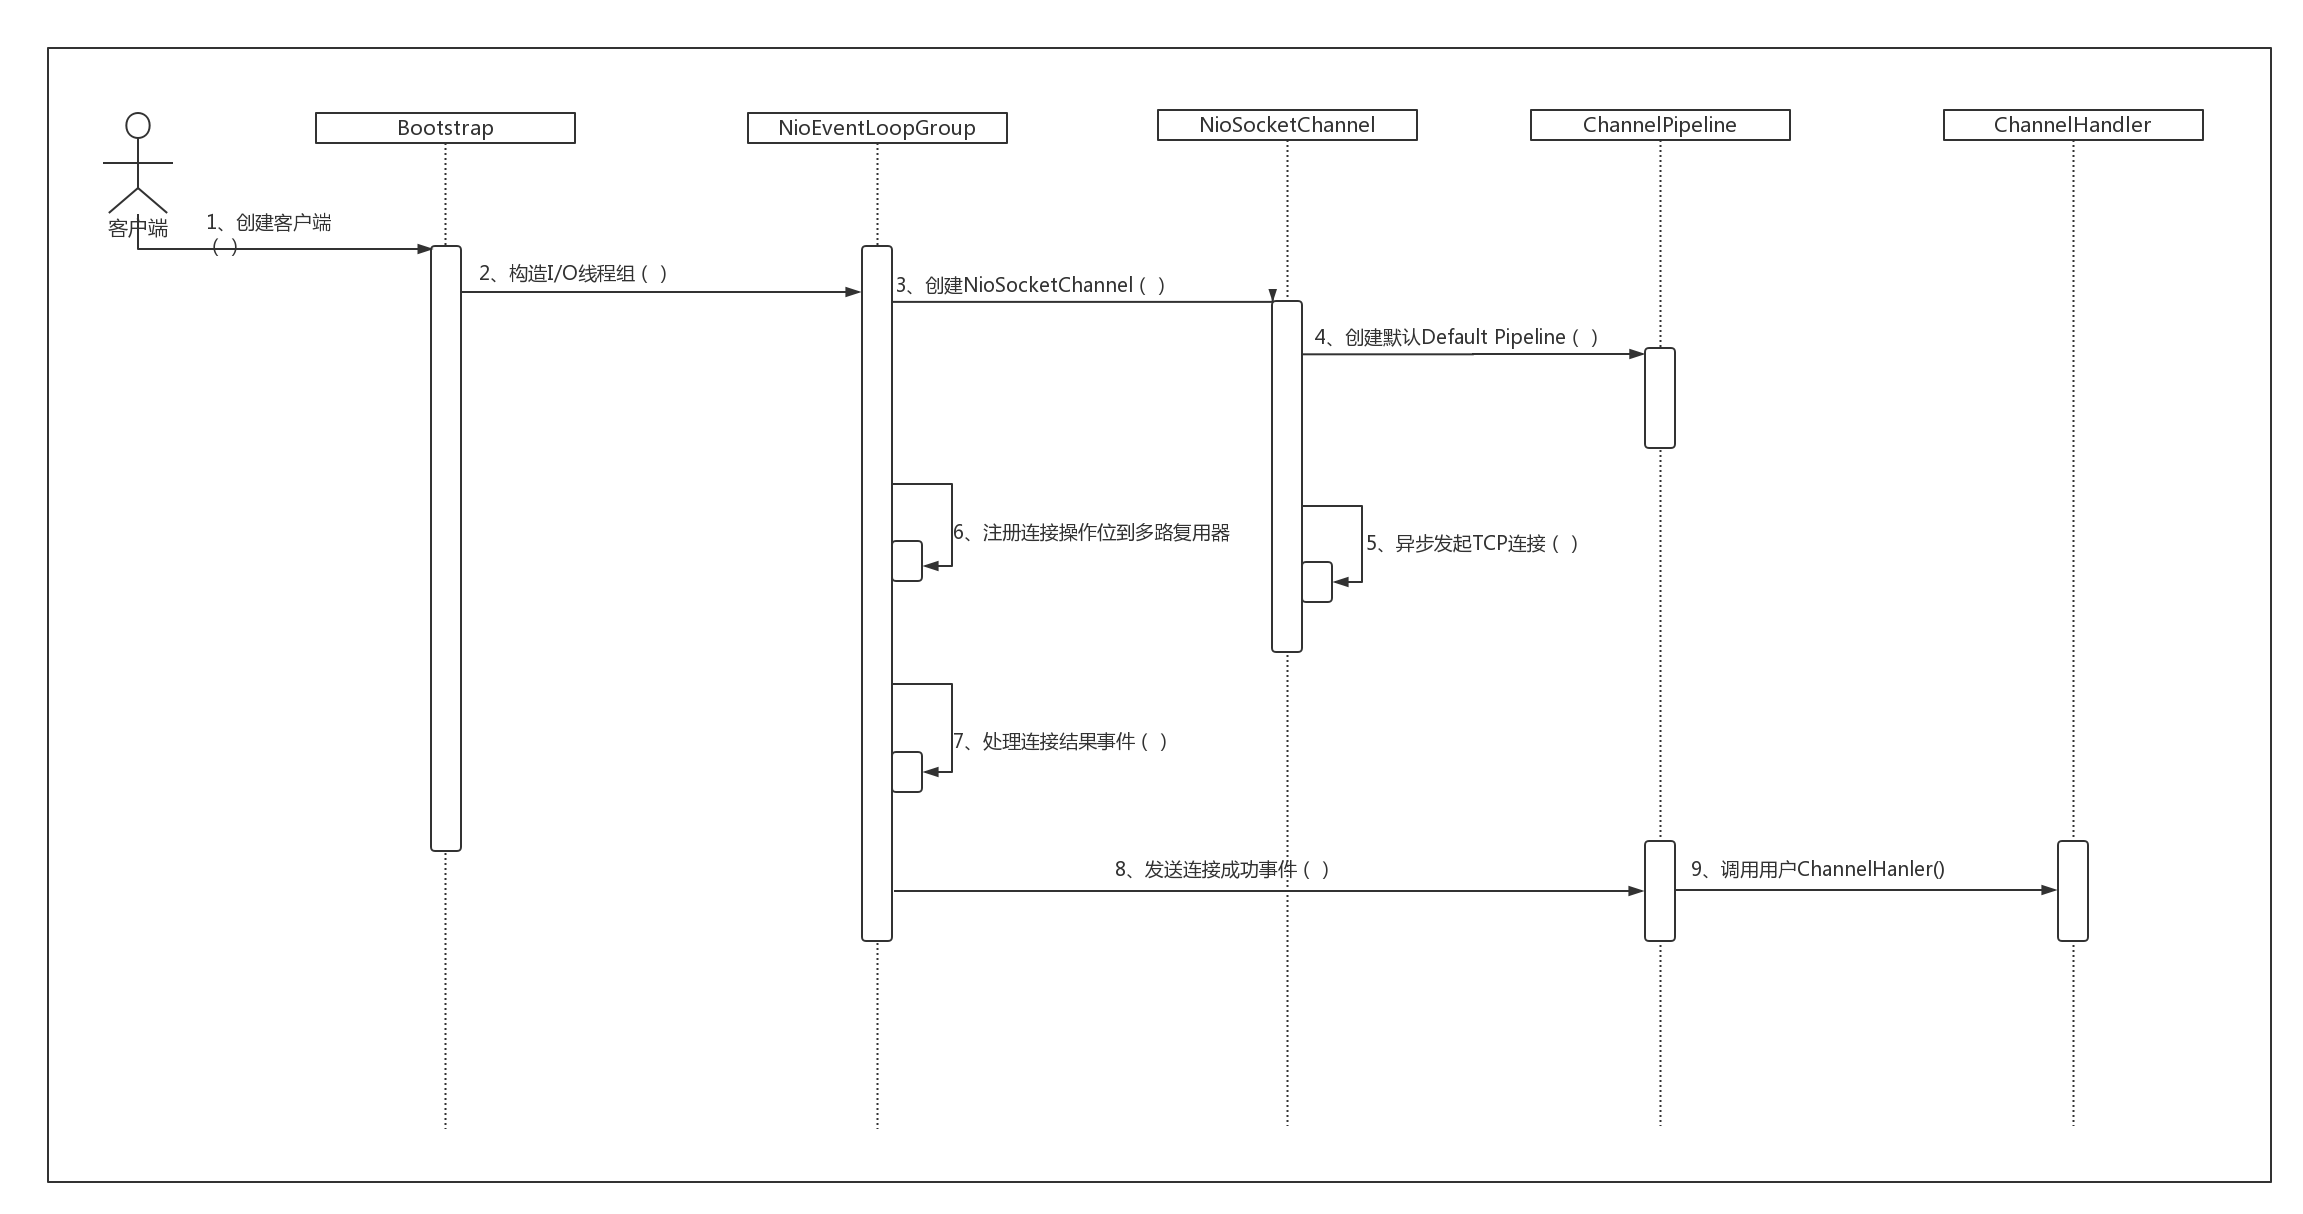 Bootstrap
NioEventLoopGroup
NioSocketChannel
ChannelPipeline
ChannelHandler
客户端
1、创建客户端
（ ）
2、构造I/O线程组（ ）
3、创建NioSocketChannel（ ）
4、创建默认Default Pipeline（ ）
6、注册连接操作位到多路复用器
5、异步发起TCP连接（ ）
7、处理连接结果事件（ ）
8、发送连接成功事件（ ）
9、调用用户ChannelHanler()